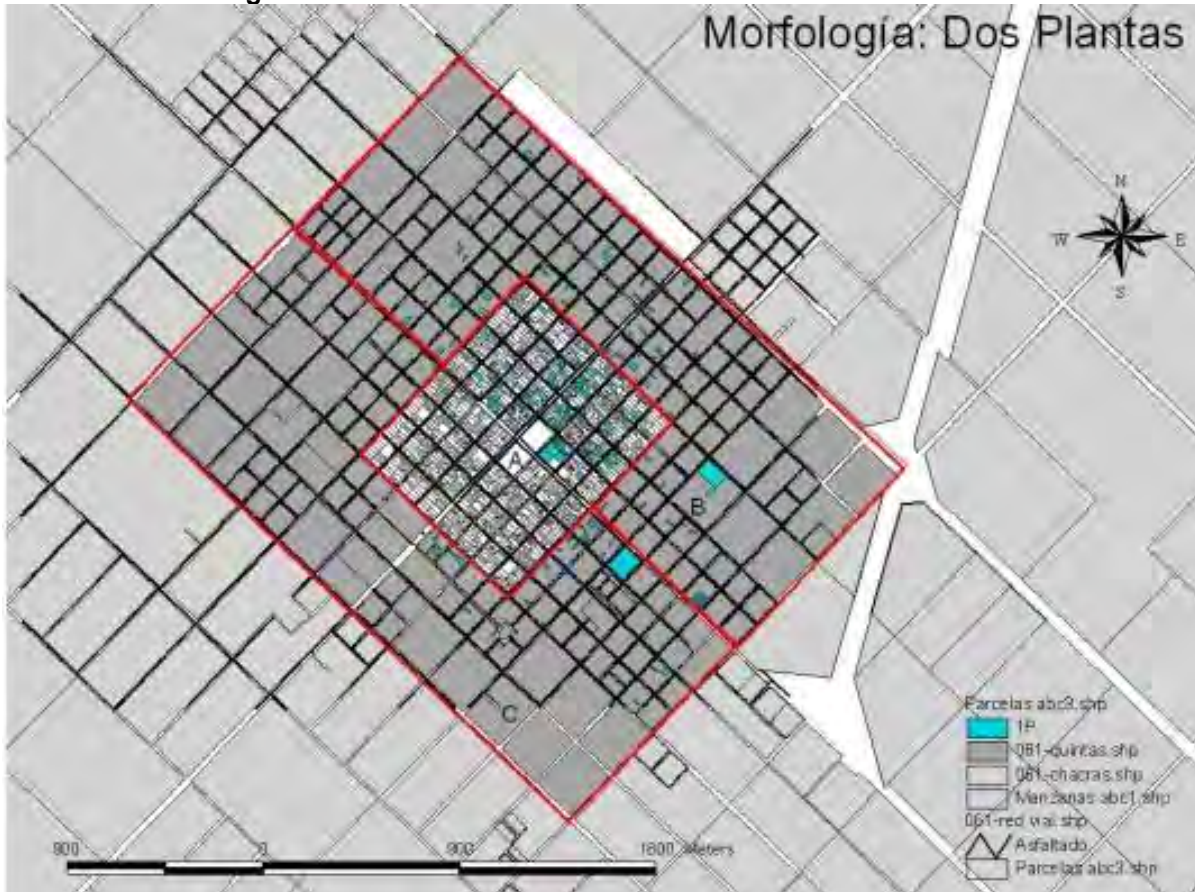 Morfología: Dos Plantas
N
W E
S
A
B
C
Parcelas abc3.shp
1P
061-quintas.shp
061-chacras.shp
Manzanas abc1.shp
061-red vial.shp
Asfaltado
Parcelas abc3.shp
900 0 900 1800 Meters